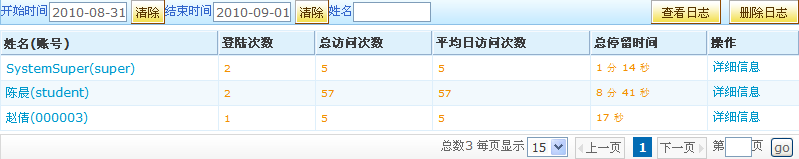 开始时间 2010-08-31 清除 结束时间 2010-09-01 清除 姓名 查看日志 删除日志
姓名(账号) 登陆次数 总访问次数 平均日访问次数 总停留时间 操作
SystemSuper(super) 2 5 5 1 分 14 秒 详细信息
陈晨(student) 2 57 57 8 分 41 秒 详细信息
赵倩(000003) 1 5 5 17 秒 详细信息
总数3 每页显示 15 上一页 1 下一页 第 页 go